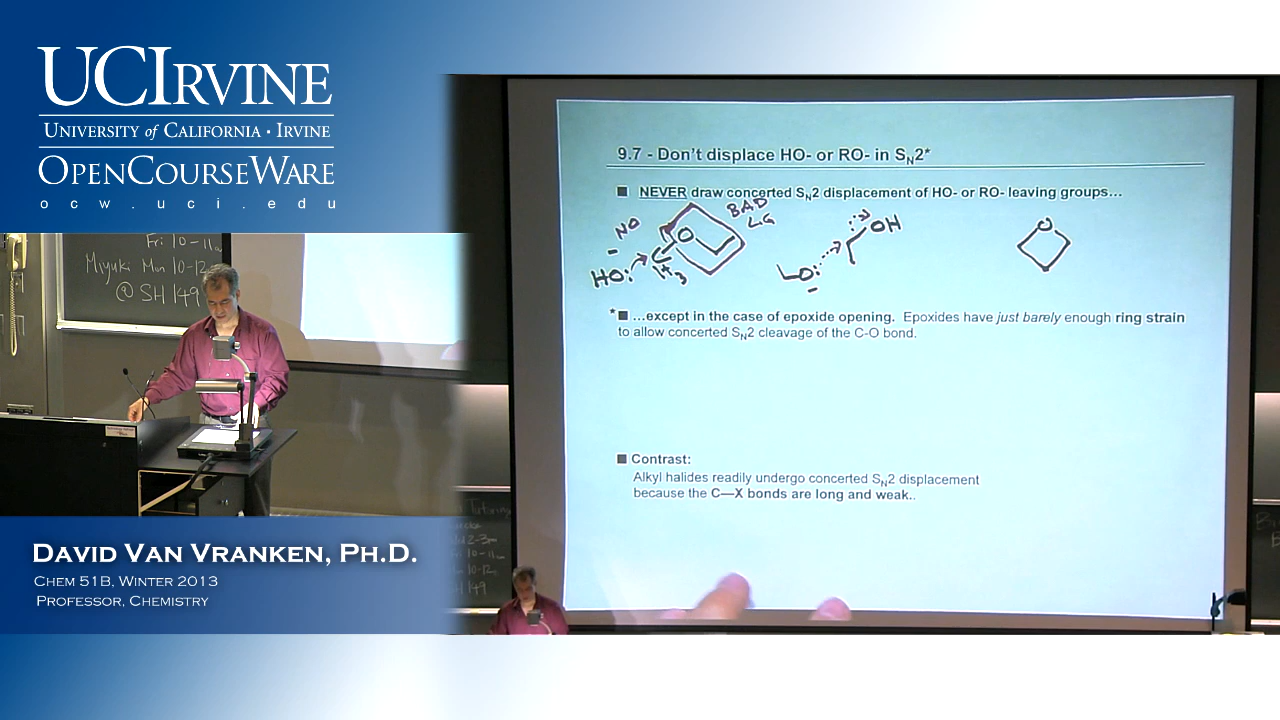 UCIRVINE
UNIVERSITY of CALIFORNIA • IRVINE
OPENCOURSEWARE
ocw.uci.edu
Fri 10-11
Miyuki Mon 10-12
@ SH 149
DAVID VAN VRANKEN, PH.D.
CHEM 51B, WINTER 2013
PROFESSOR, CHEMISTRY
9.7 - Don't displace HO- or RO- in SN2*
■ NEVER draw concerted SN2 displacement of HO- or RO- leaving groups…
NO
BAD
LG
HO:
O
CH3
O:
OH
O
* ■ …except in the case of epoxide opening. Epoxides have just barely enough ring strain
to allow concerted SN2 cleavage of the C-O bond.
■ Contrast:
Alkyl halides readily undergo concerted SN2 displacement
because the C—X bonds are long and weak..